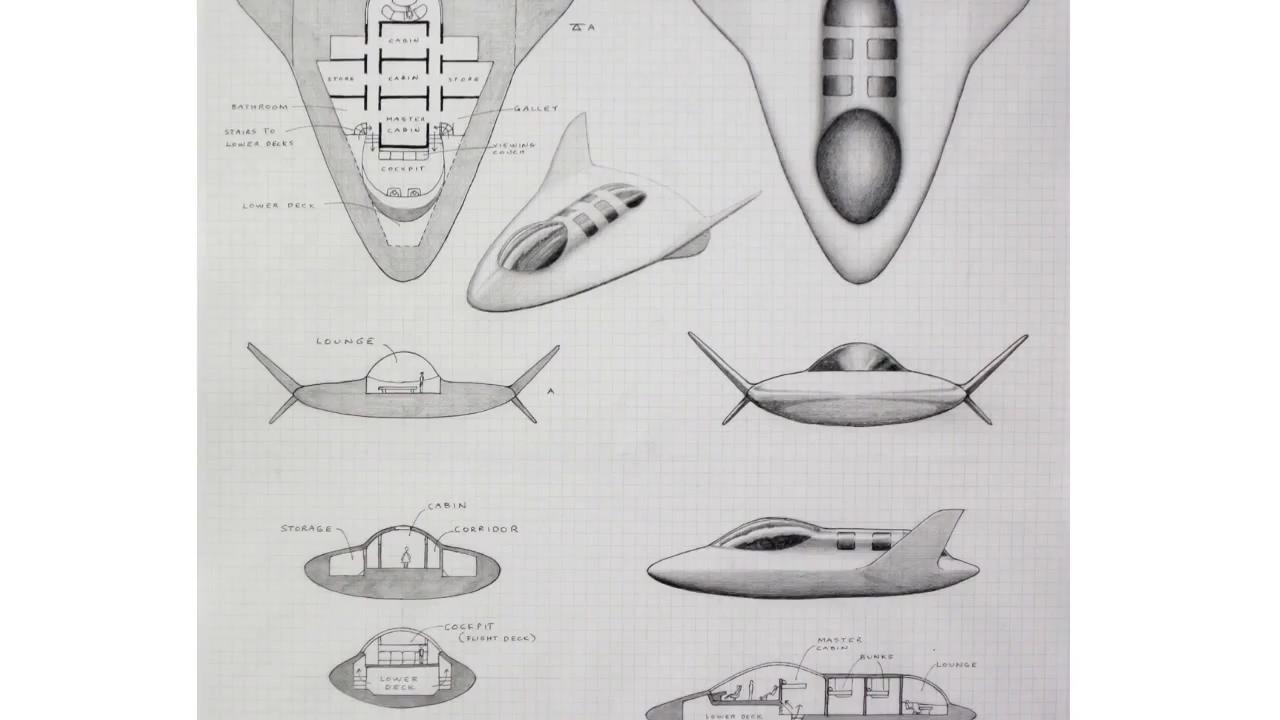 CABIN
A
STORE
CABIN
STORE
BATHROOM
GALLEY
MASTER
CABIN
STAIRS TO
LOWER DECKS
VIEWING
COUCH
COCKPIT
LOWER DECK
LOUNGE
A
CABIN
STORAGE
CORRIDOR
COCKPIT
(FLIGHT DECK)
LOWER
DECK
MASTER
CABIN
BUNKS
LOUNGE
LOWER DECK